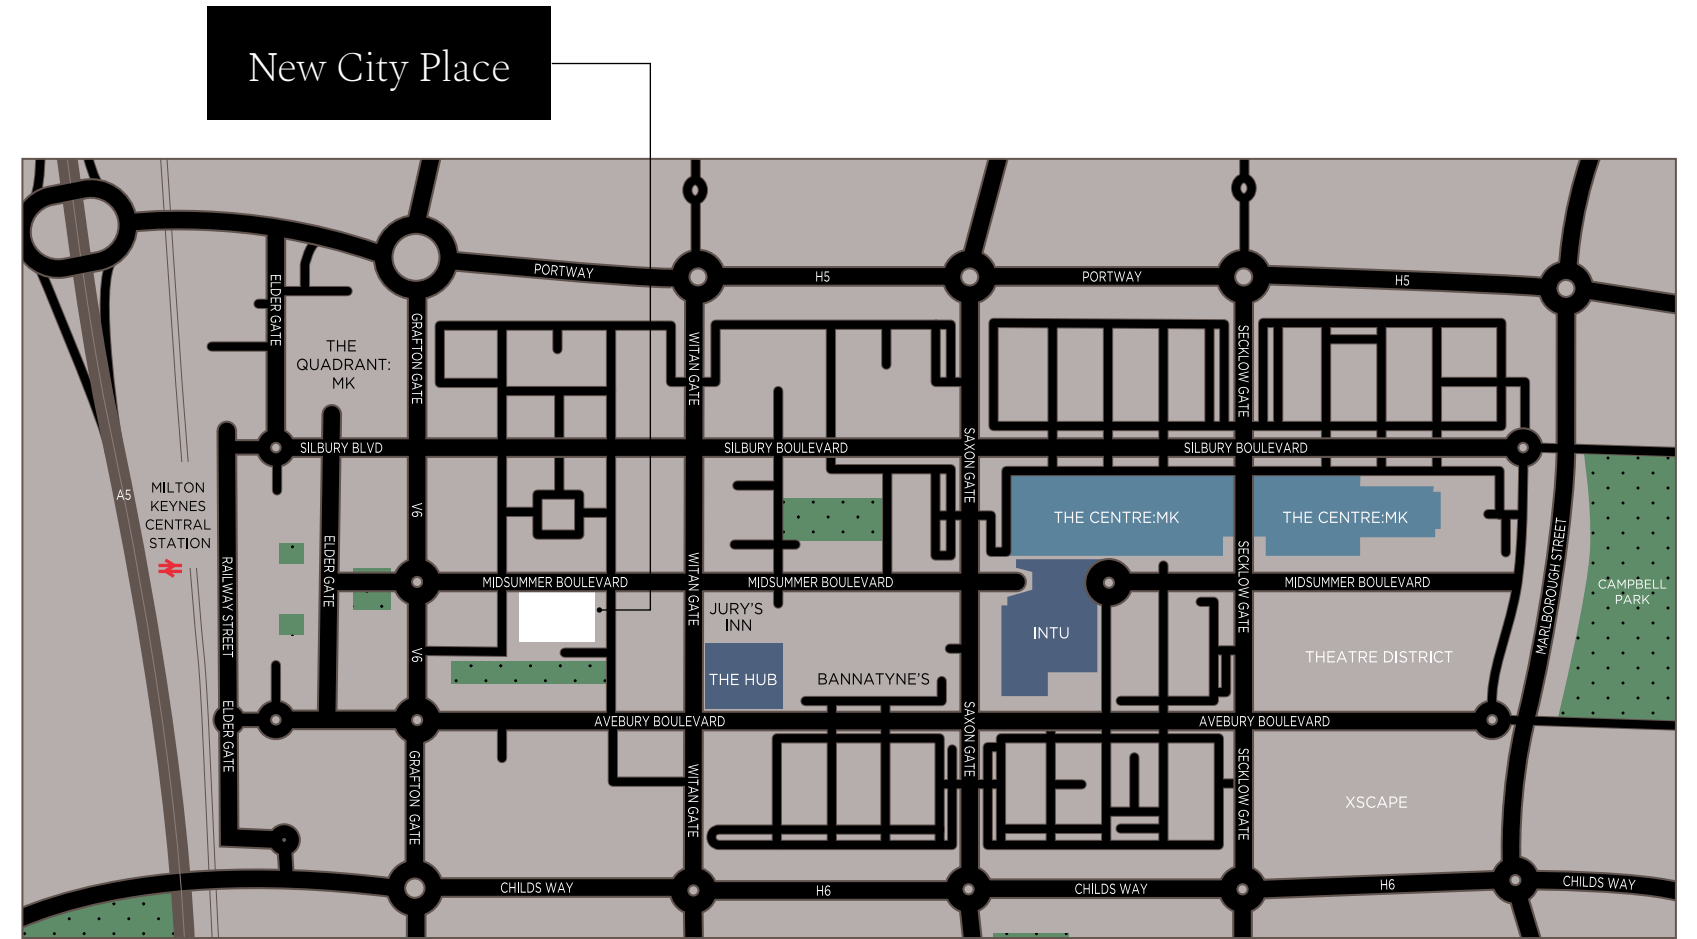 New City Place
PORTWAY
H5
PORTWAY
H5
ELDER GATE
GRAFTON GATE
WITAN GATE
SECKLOW GATE
THE
QUADRANT:
MK
SILBURY BLVD
SILBURY BOULEVARD
SILBURY BOULEVARD
SAXON GATE
A5
MILTON
KEYNES
CENTRAL
STATION
V6
THE CENTRE:MK
THE CENTRE:MK
RAILWAY STREET
ELDER GATE
MIDSUMMER BOULEVARD
WITAN GATE
MIDSUMMER BOULEVARD
SECKLOW GATE
MIDSUMMER BOULEVARD
MARLBOROUGH STREET
CAMPBELL
PARK
JURY'S
INN
INTU
V6
THEATRE DISTRICT
THE HUB
BANNATYNE'S
ELDER GATE
AVEBURY BOULEVARD
SAXON GATE
AVEBURY BOULEVARD
GRAFTON GATE
WITAN GATE
SECKLOW GATE
XSCAPE
CHILDS WAY
H6
CHILDS WAY
H6
CHILDS WAY